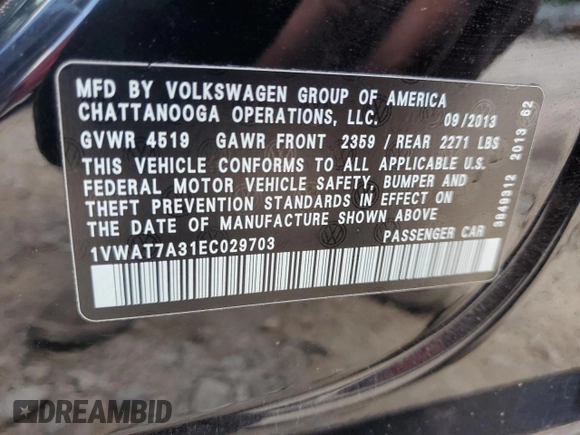 MFD BY VOLKSWAGEN GROUP OF AMERICA
CHATTANOOGA OPERATIONS, LLC. 09/2013
GVWR 4519 GAWR FRONT 2359 / REAR 2271 LBS
THIS VEHICLE CONFORMS TO ALL APPLICABLE U.S.
FEDERAL MOTOR VEHICLE SAFETY, BUMPER AND
THEFT PREVENTION STANDARDS IN EFFECT ON
THE DATE OF MANUFACTURE SHOWN ABOVE
1VWAT7A31EC029703 PASSENGER CAR
3849312 2013 62
DREAMBID